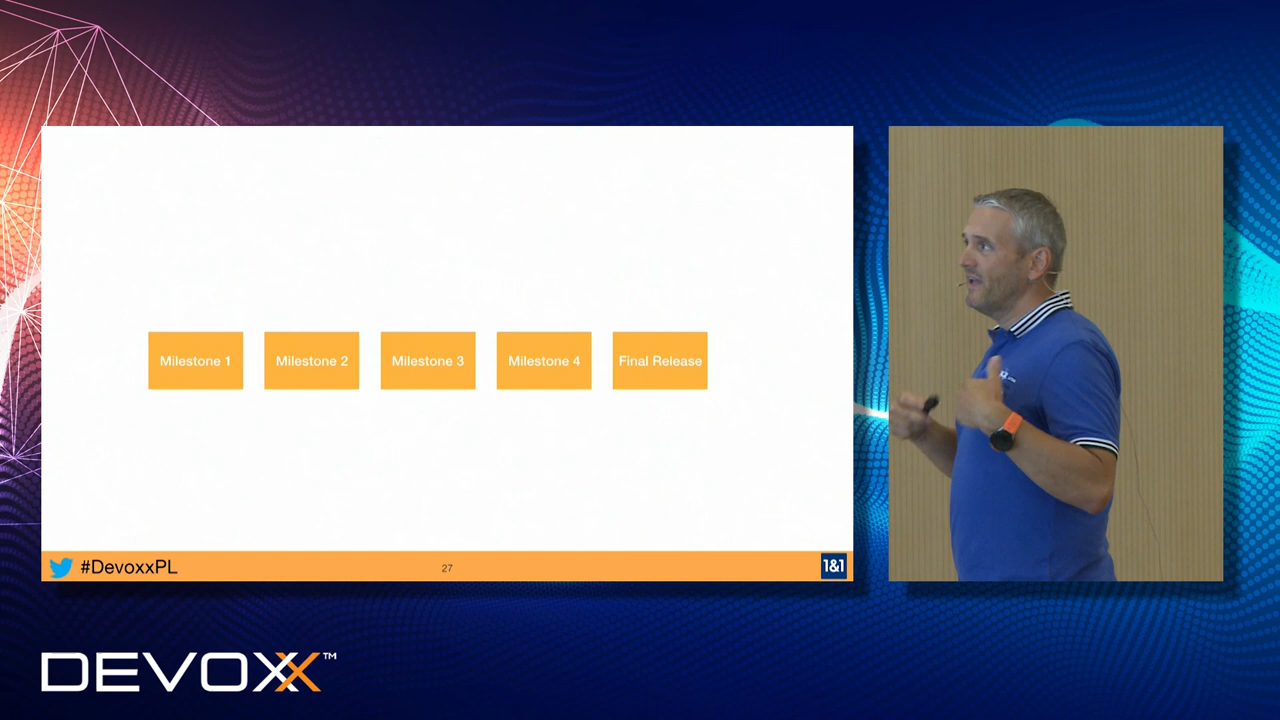 Milestone 1
Milestone 2
Milestone 3
Milestone 4
Final Release
#DevoxxPL
27
1&1
DEVOXX™